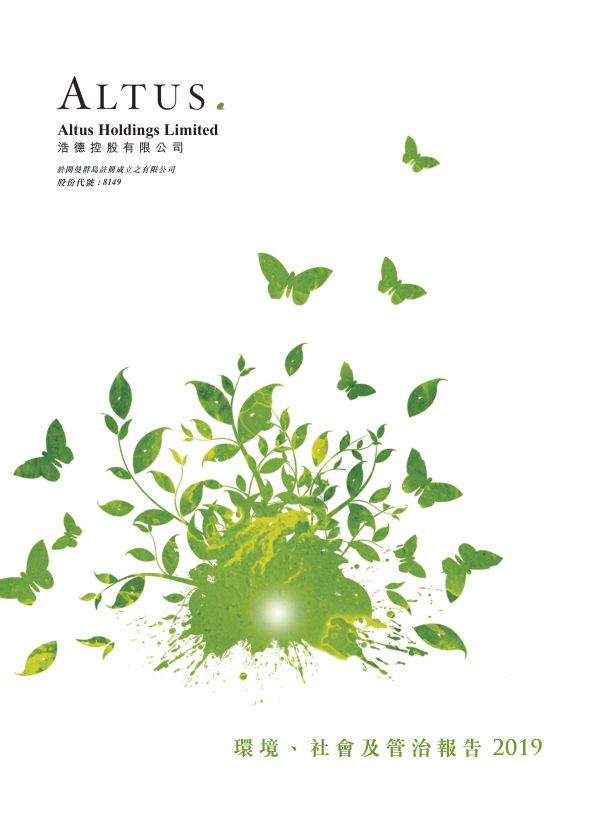 ALTUS.
Altus Holdings Limited
浩德控股有限公司
於開曼群島註冊成立之有限公司
股份代號：8149
環境、社會及管治報告 2019